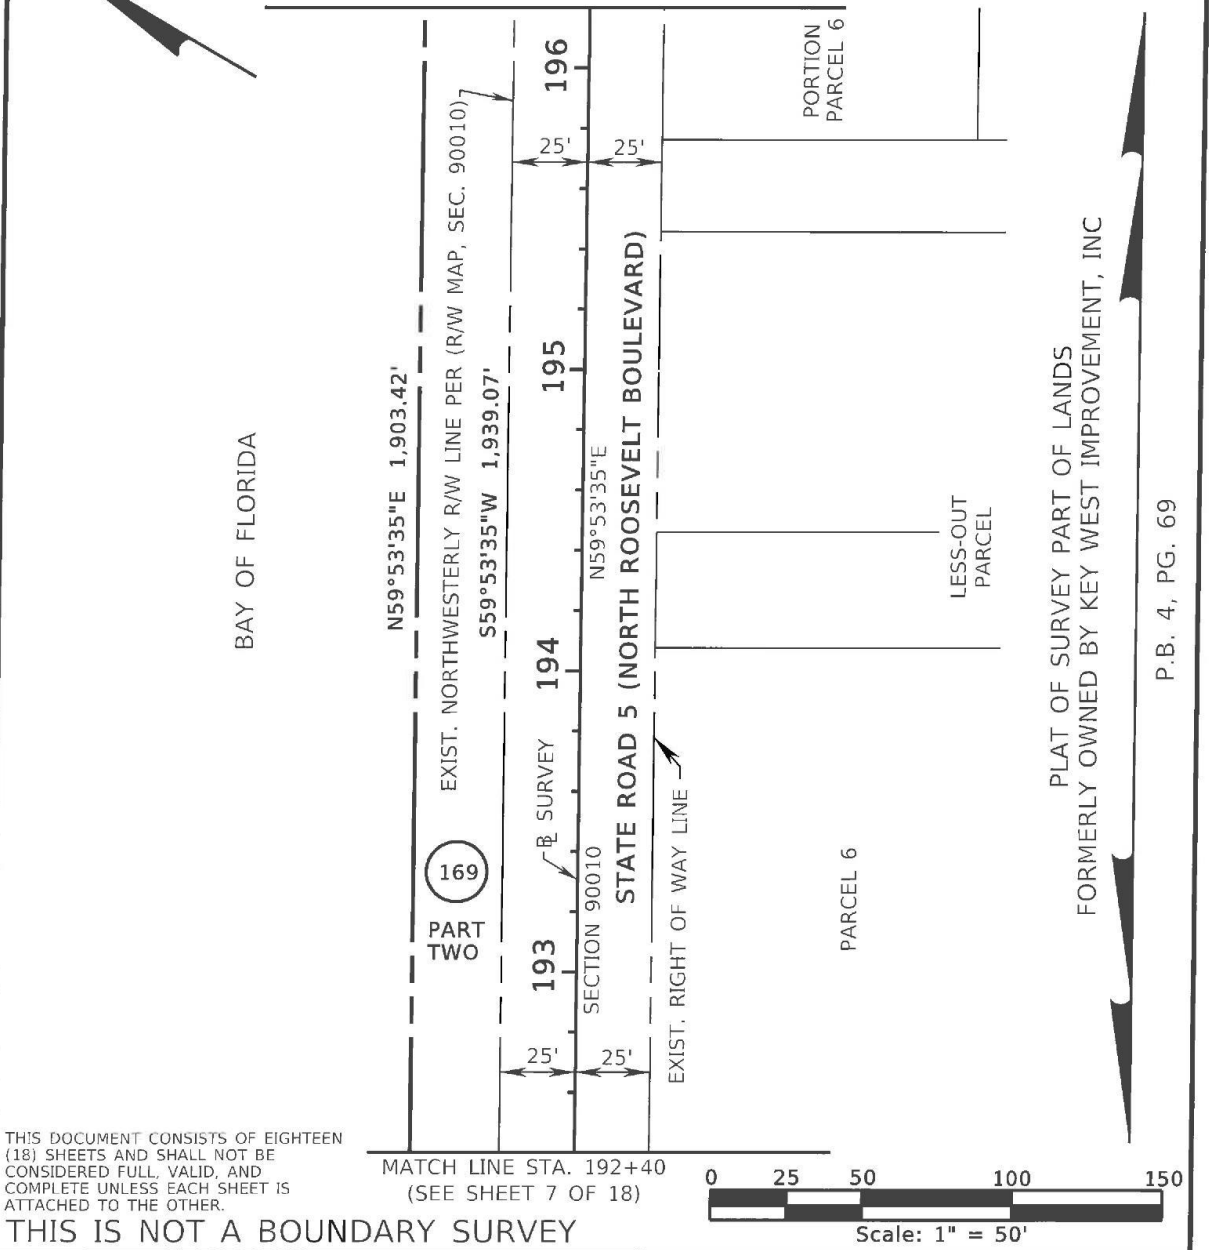 PORTION
PARCEL 6
196
25'
25'
EXIST. NORTHWESTERLY R/W LINE PER (R/W MAP, SEC. 90010)
195
N59°53'35"E 1,903.42'
S59°53'35"W 1,939.07'
N59°53'35"E
STATE ROAD 5 (NORTH ROOSEVELT BOULEVARD)
BAY OF FLORIDA
LESS-OUT
PARCEL
PLAT OF SURVEY PART OF LANDS
FORMERLY OWNED BY KEY WEST IMPROVEMENT, INC
P.B. 4, PG. 69
194
BL SURVEY
169
PART
TWO
193
SECTION 90010
EXIST. RIGHT OF WAY LINE
PARCEL 6
25'
25'
THIS DOCUMENT CONSISTS OF EIGHTEEN
(18) SHEETS AND SHALL NOT BE
CONSIDERED FULL, VALID, AND
COMPLETE UNLESS EACH SHEET IS
ATTACHED TO THE OTHER.
THIS IS NOT A BOUNDARY SURVEY
MATCH LINE STA. 192+40
(SEE SHEET 7 OF 18)
0 25 50 100 150
Scale: 1" = 50'